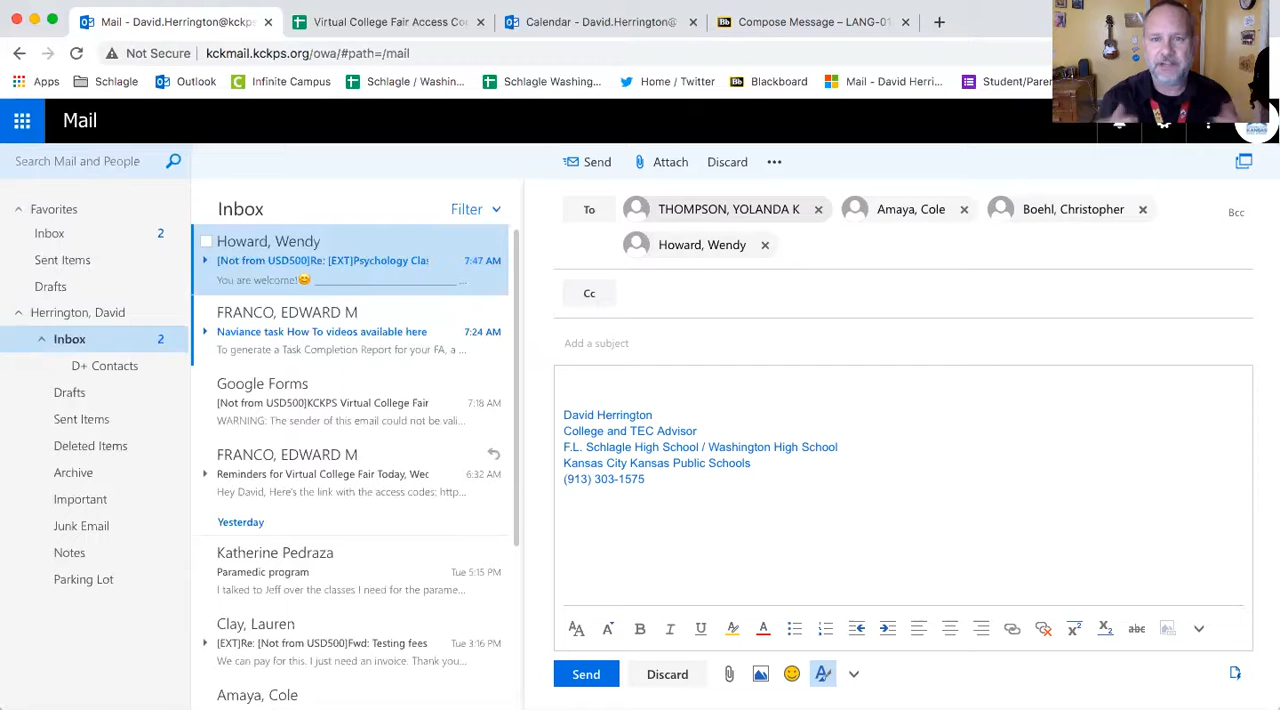 Mail - David.Herrington@kckps
Virtual College Fair Access Co
Calendar - David.Herrington@
Compose Message – LANG-01
Not Secure
kckmail.kckps.org/owa/#path=/mail
Apps
Schlagle
Outlook
Infinite Campus
Schlagle / Washin...
Schlagle Washing...
Home / Twitter
Blackboard
Mail - David Herri...
Student/Pare
Mail
Search Mail and People
Send
Attach
Discard
Favorites
Inbox 2
Sent Items
Drafts
Herrington, David
Inbox 2
D+ Contacts
Drafts
Sent Items
Deleted Items
Archive
Important
Junk Email
Notes
Parking Lot
Inbox
Filter
Howard, Wendy
[Not from USD500]Re: [EXT]Psychology Clas 7:47 AM
You are welcome!😊 ______________________ ...
FRANCO, EDWARD M
Naviance task How To videos available here 7:24 AM
To generate a Task Completion Report for your FA, a ...
Google Forms
[Not from USD500]KCKPS Virtual College Fair 7:18 AM
WARNING: The sender of this email could not be vali...
FRANCO, EDWARD M
Reminders for Virtual College Fair Today, Wed 6:32 AM
Hey David, Here's the link with the access codes: http...
Yesterday
Katherine Pedraza
Paramedic program Tue 5:15 PM
I talked to Jeff over the classes I need for the parame...
Clay, Lauren
[EXT]Re: [Not from USD500]Fwd: Testing fees Tue 3:16 PM
We can pay for this. I just need an invoice. Thank you...
Amaya, Cole
To
THOMPSON, YOLANDA K
Amaya, Cole
Boehl, Christopher
Bcc
Howard, Wendy
Cc
Add a subject
David Herrington
College and TEC Advisor
F.L. Schlagle High School / Washington High School
Kansas City Kansas Public Schools
(913) 303-1575
Send
Discard